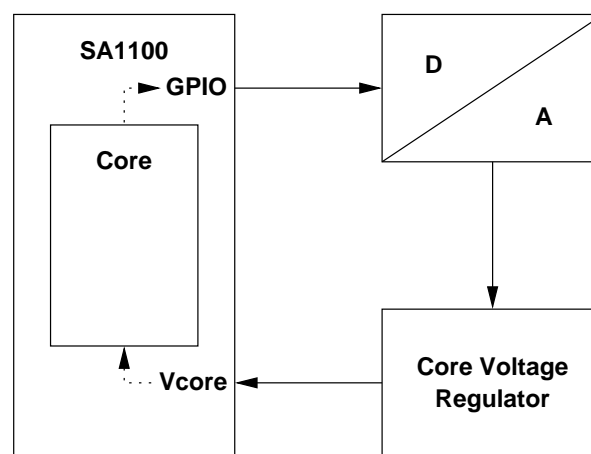 SA1100
GPIO
D
A
Core
Vcore
Core Voltage
Regulator